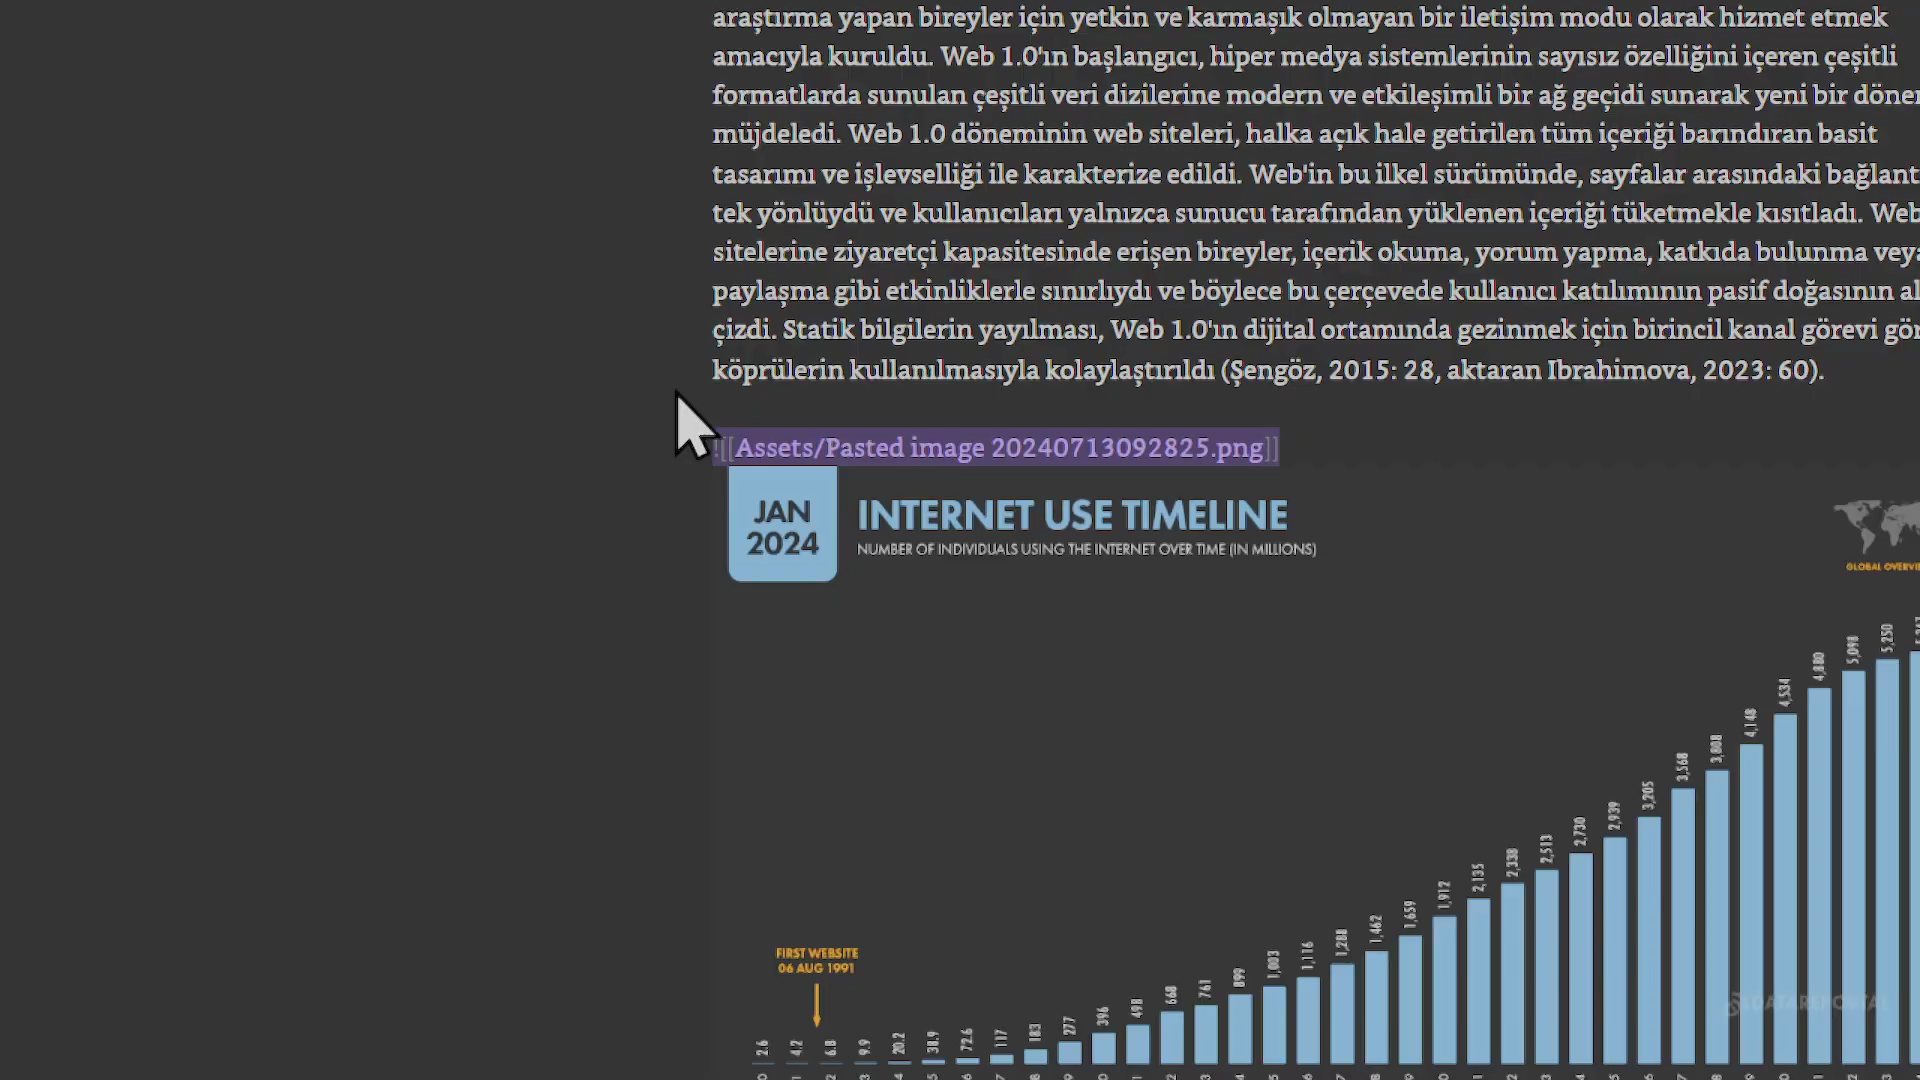 araştırma yapan bireyler için yetkin ve karmaşık olmayan bir iletişim modu olarak hizmet etmek
amacıyla kuruldu. Web 1.0'ın başlangıcı, hiper medya sistemlerinin sayısız özelliğini içeren çeşitli
formatlarda sunulan çeşitli veri dizilerine modern ve etkileşimli bir ağ geçidi sunarak yeni bir
müjdeledi. Web 1.0 döneminin web siteleri, halka açık hale getirilen tüm içeriği barındıran basit
tasarımı ve işlevselliği ile karakterize edildi. Web'in bu ilkel sürümünde, sayfalar arasındaki
tek yönlüydü ve kullanıcıları yalnızca sunucu tarafından yüklenen içeriği tüketmekle kısıtladı. Web
sitelerine ziyaretçi kapasitesinde erişen bireyler, içerik okuma, yorum yapma, katkıda bulunma veya
paylaşma gibi etkinliklerle sınırlıydı ve böylece bu çerçevede kullanıcı katılımının pasif doğasının
çizdi. Statik bilgilerin yayılması, Web 1.0'ın dijital ortamında gezinmek için birincil kanal görevi
köprülerin kullanılmasıyla kolaylaştırıldı (Şengöz, 2015: 28, aktaran Ibrahimova, 2023: 60).
![[Assets/Pasted image 20240713092825.png]]
JAN
2024
INTERNET USE TIMELINE
NUMBER OF INDIVIDUALS USING THE INTERNET OVER TIME (IN MILLIONS)
GLOBAL
FIRST WEBSITE
06 AUG 1991
2.6
4.2
6.8
9.9
20.2
38.9
72.6
117
183
277
396
498
668
761
899
1,003
1,116
1,288
1,462
1,659
1,912
2,135
2,338
2,513
2,730
2,939
3,205
3,568
3,808
4,148
4,534
4,880
5,098
5,250
DATAREPORTAL